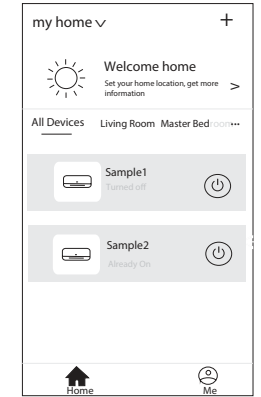 my home
Welcome home
Set your home location, get more
information
All Devices Living Room Master Bedroom
Sample1
Turned off
Sample2
Already On
Home Me